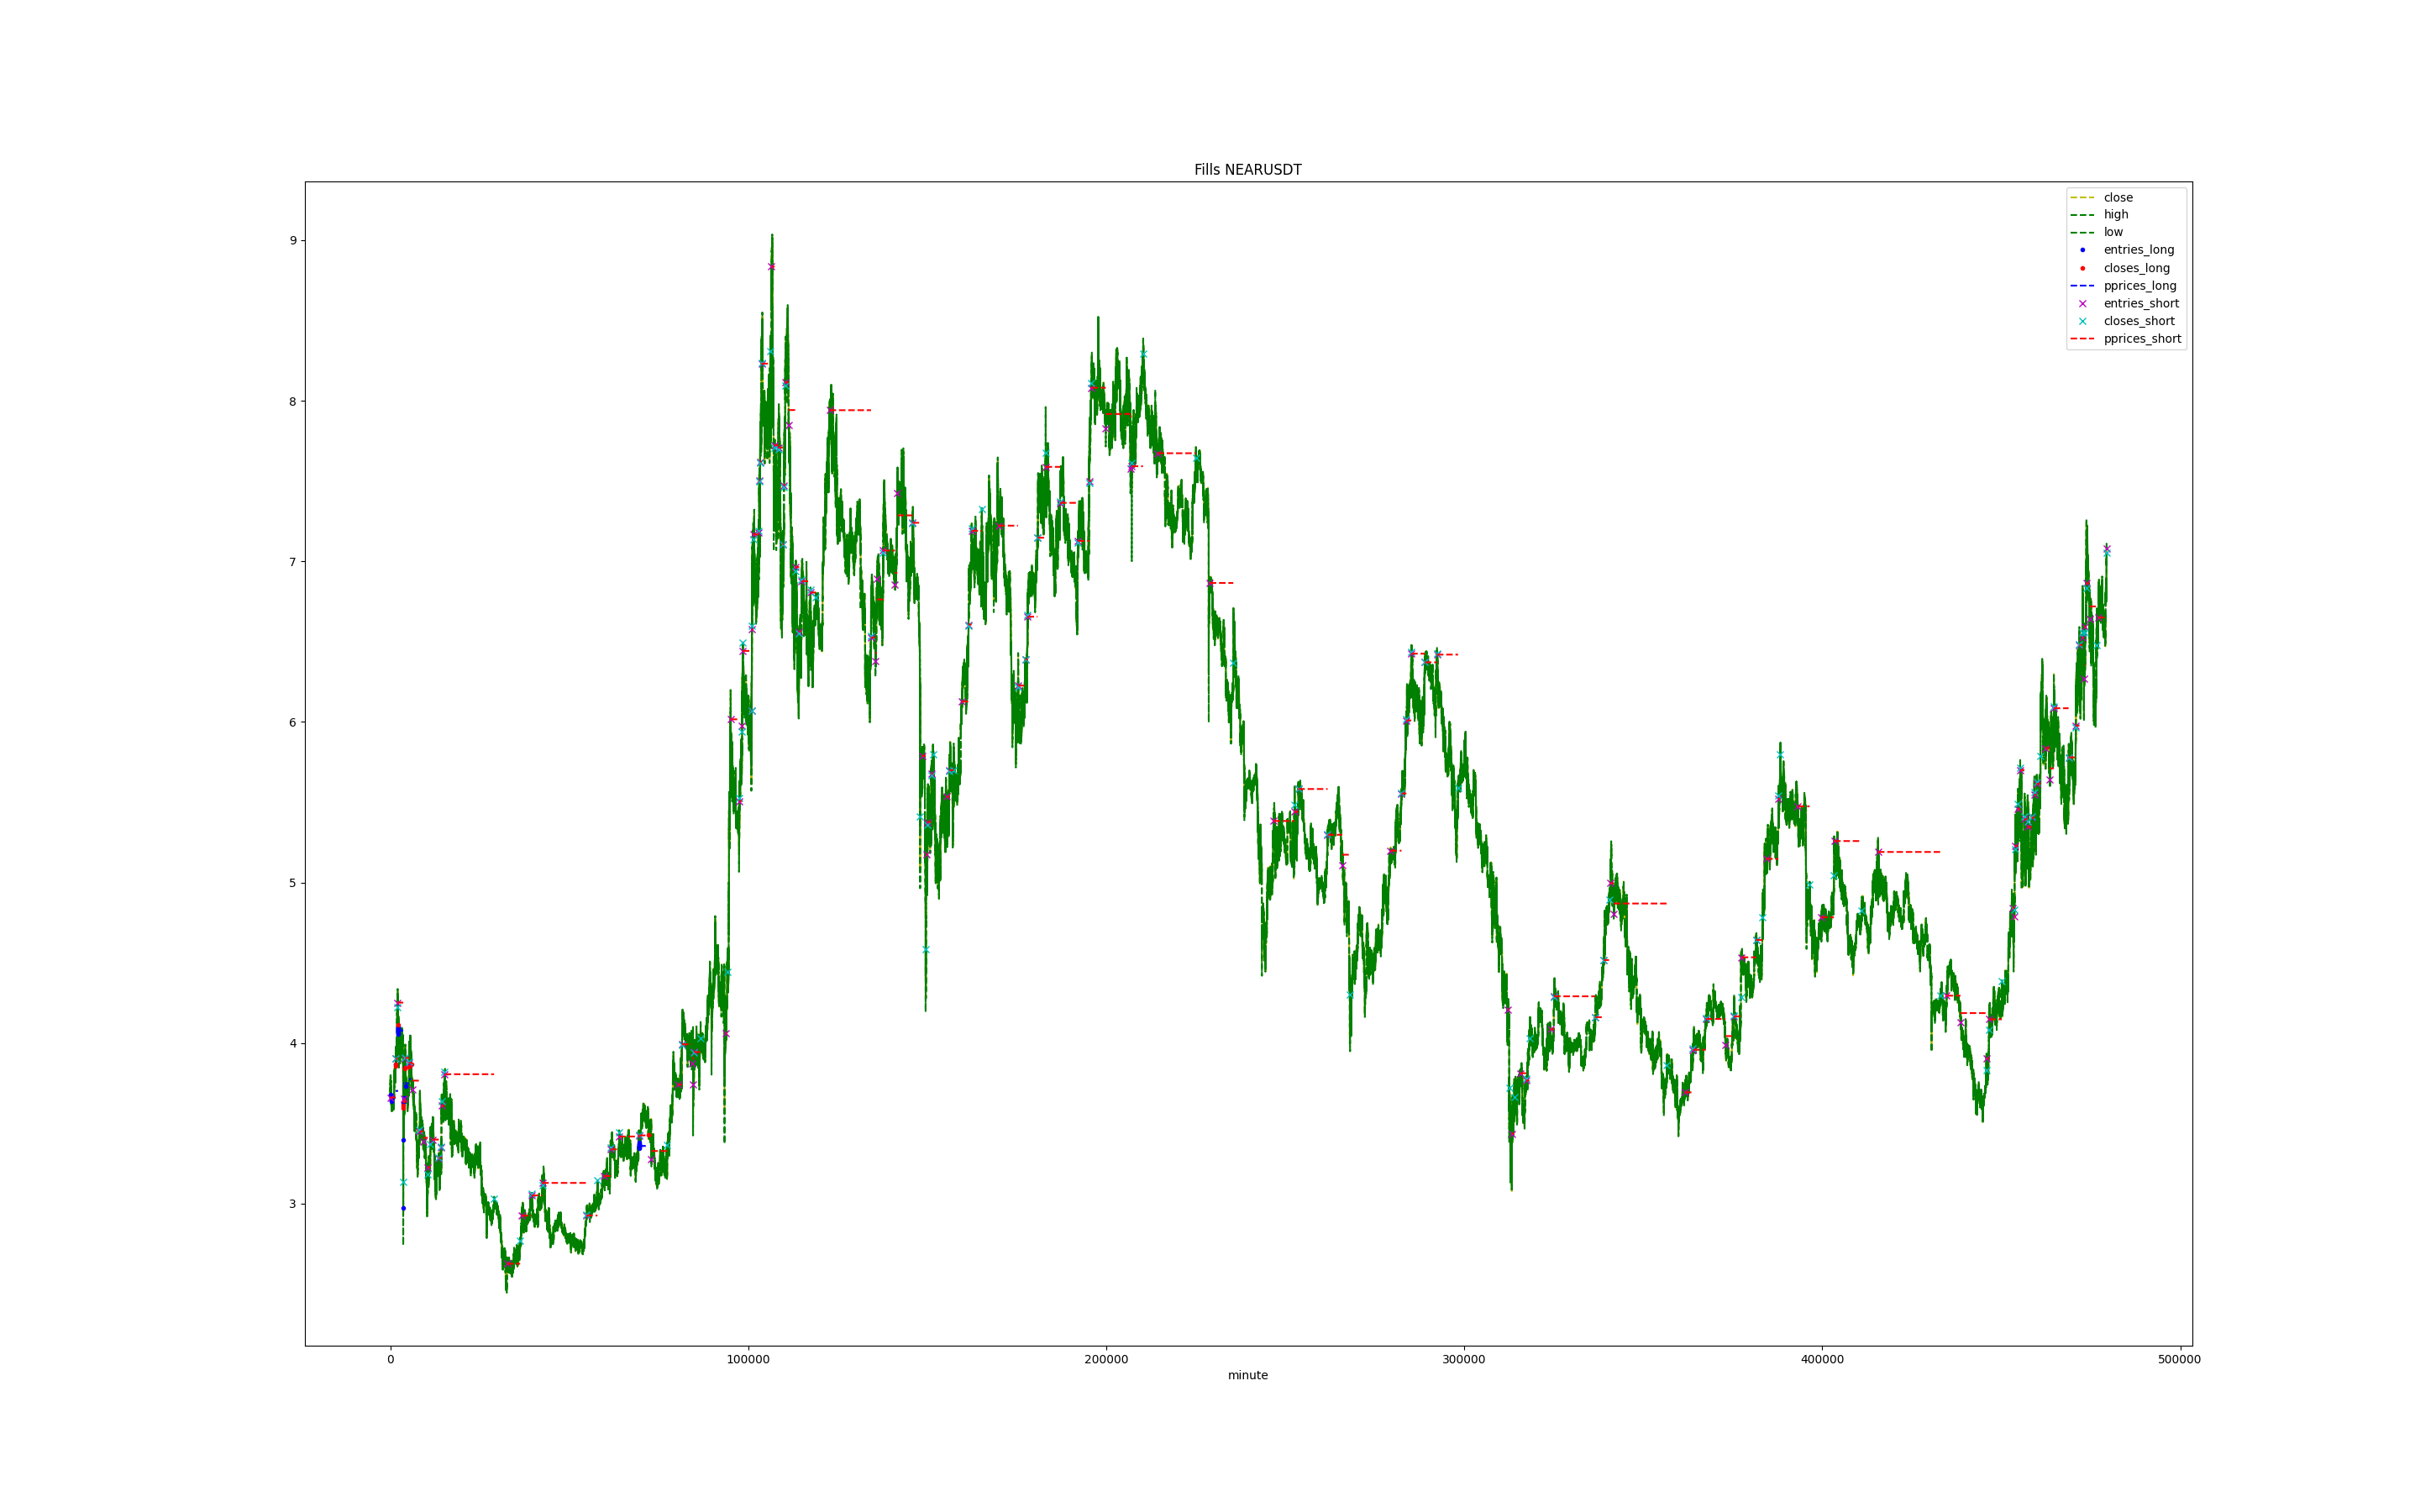 Fills NEARUSDT
close
high
low
entries_long
closes_long
pprices_long
entries_short
closes_short
pprices_short
9
8
7
6
5
4
3
0 100000 200000 300000 400000 500000
minute